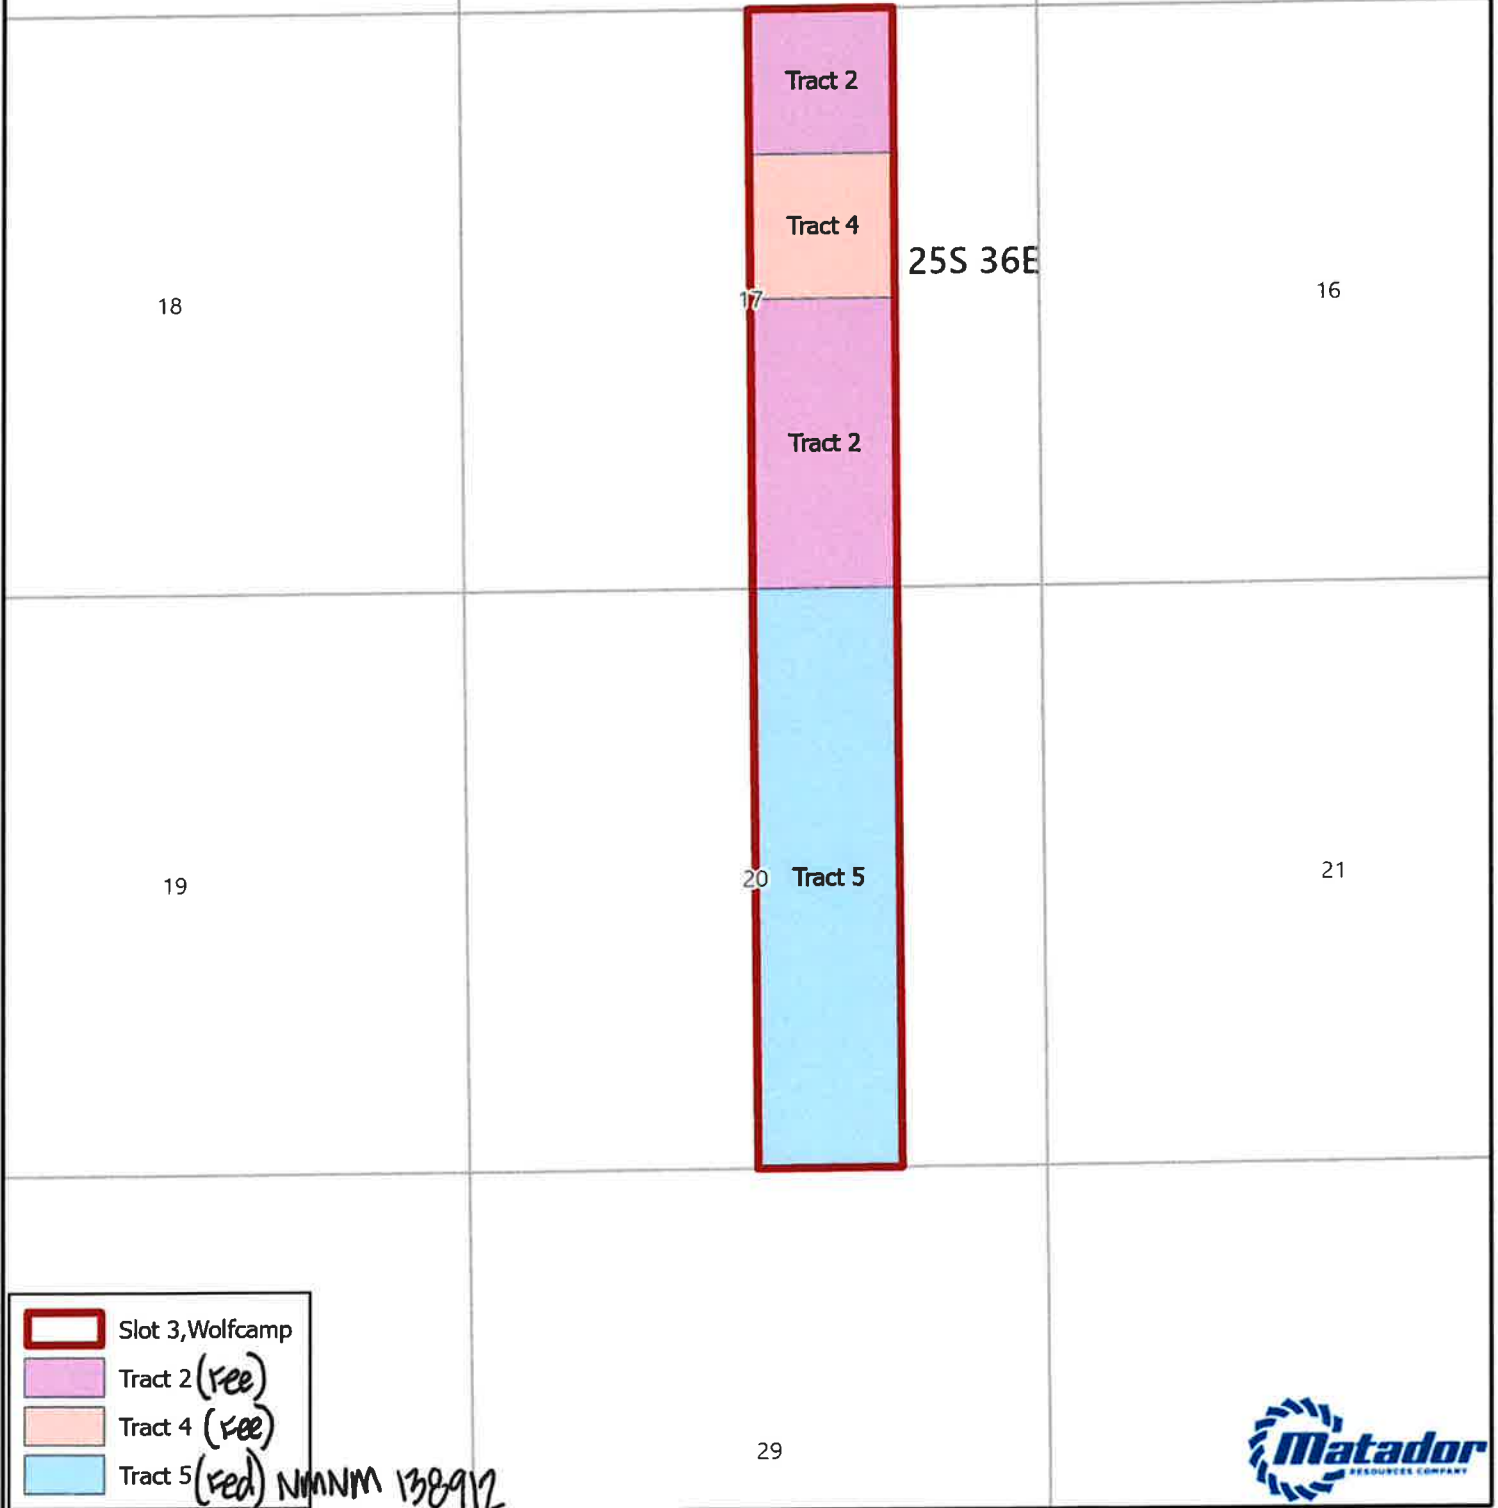 Tract 2
Tract 4
25S 36E
18
17
16
Tract 2
19
20
Tract 5
21
Slot 3,Wolfcamp
Tract 2 (Fee)
Tract 4 (Fee)
Tract 5 (Fed) NMNM 138912
29
Matador
RESOURCES COMPANY